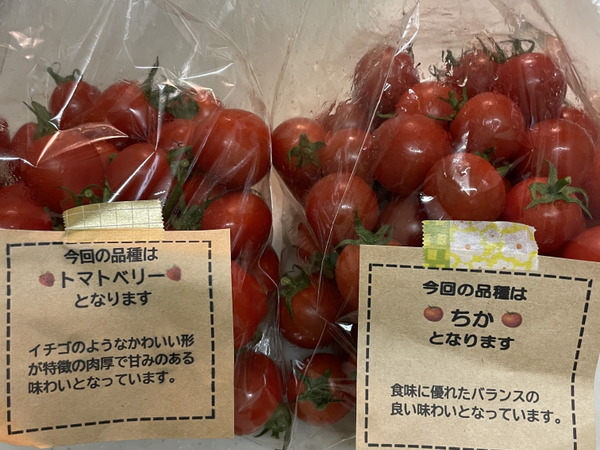 今回の品種は
トマトベリー
となります
イチゴのようなかわいい形
が特徴の肉厚で甘みのある
味わいとなっています。
今回の品種は
ちか
となります
食味に優れたバランスの
良い味わいとなっています。